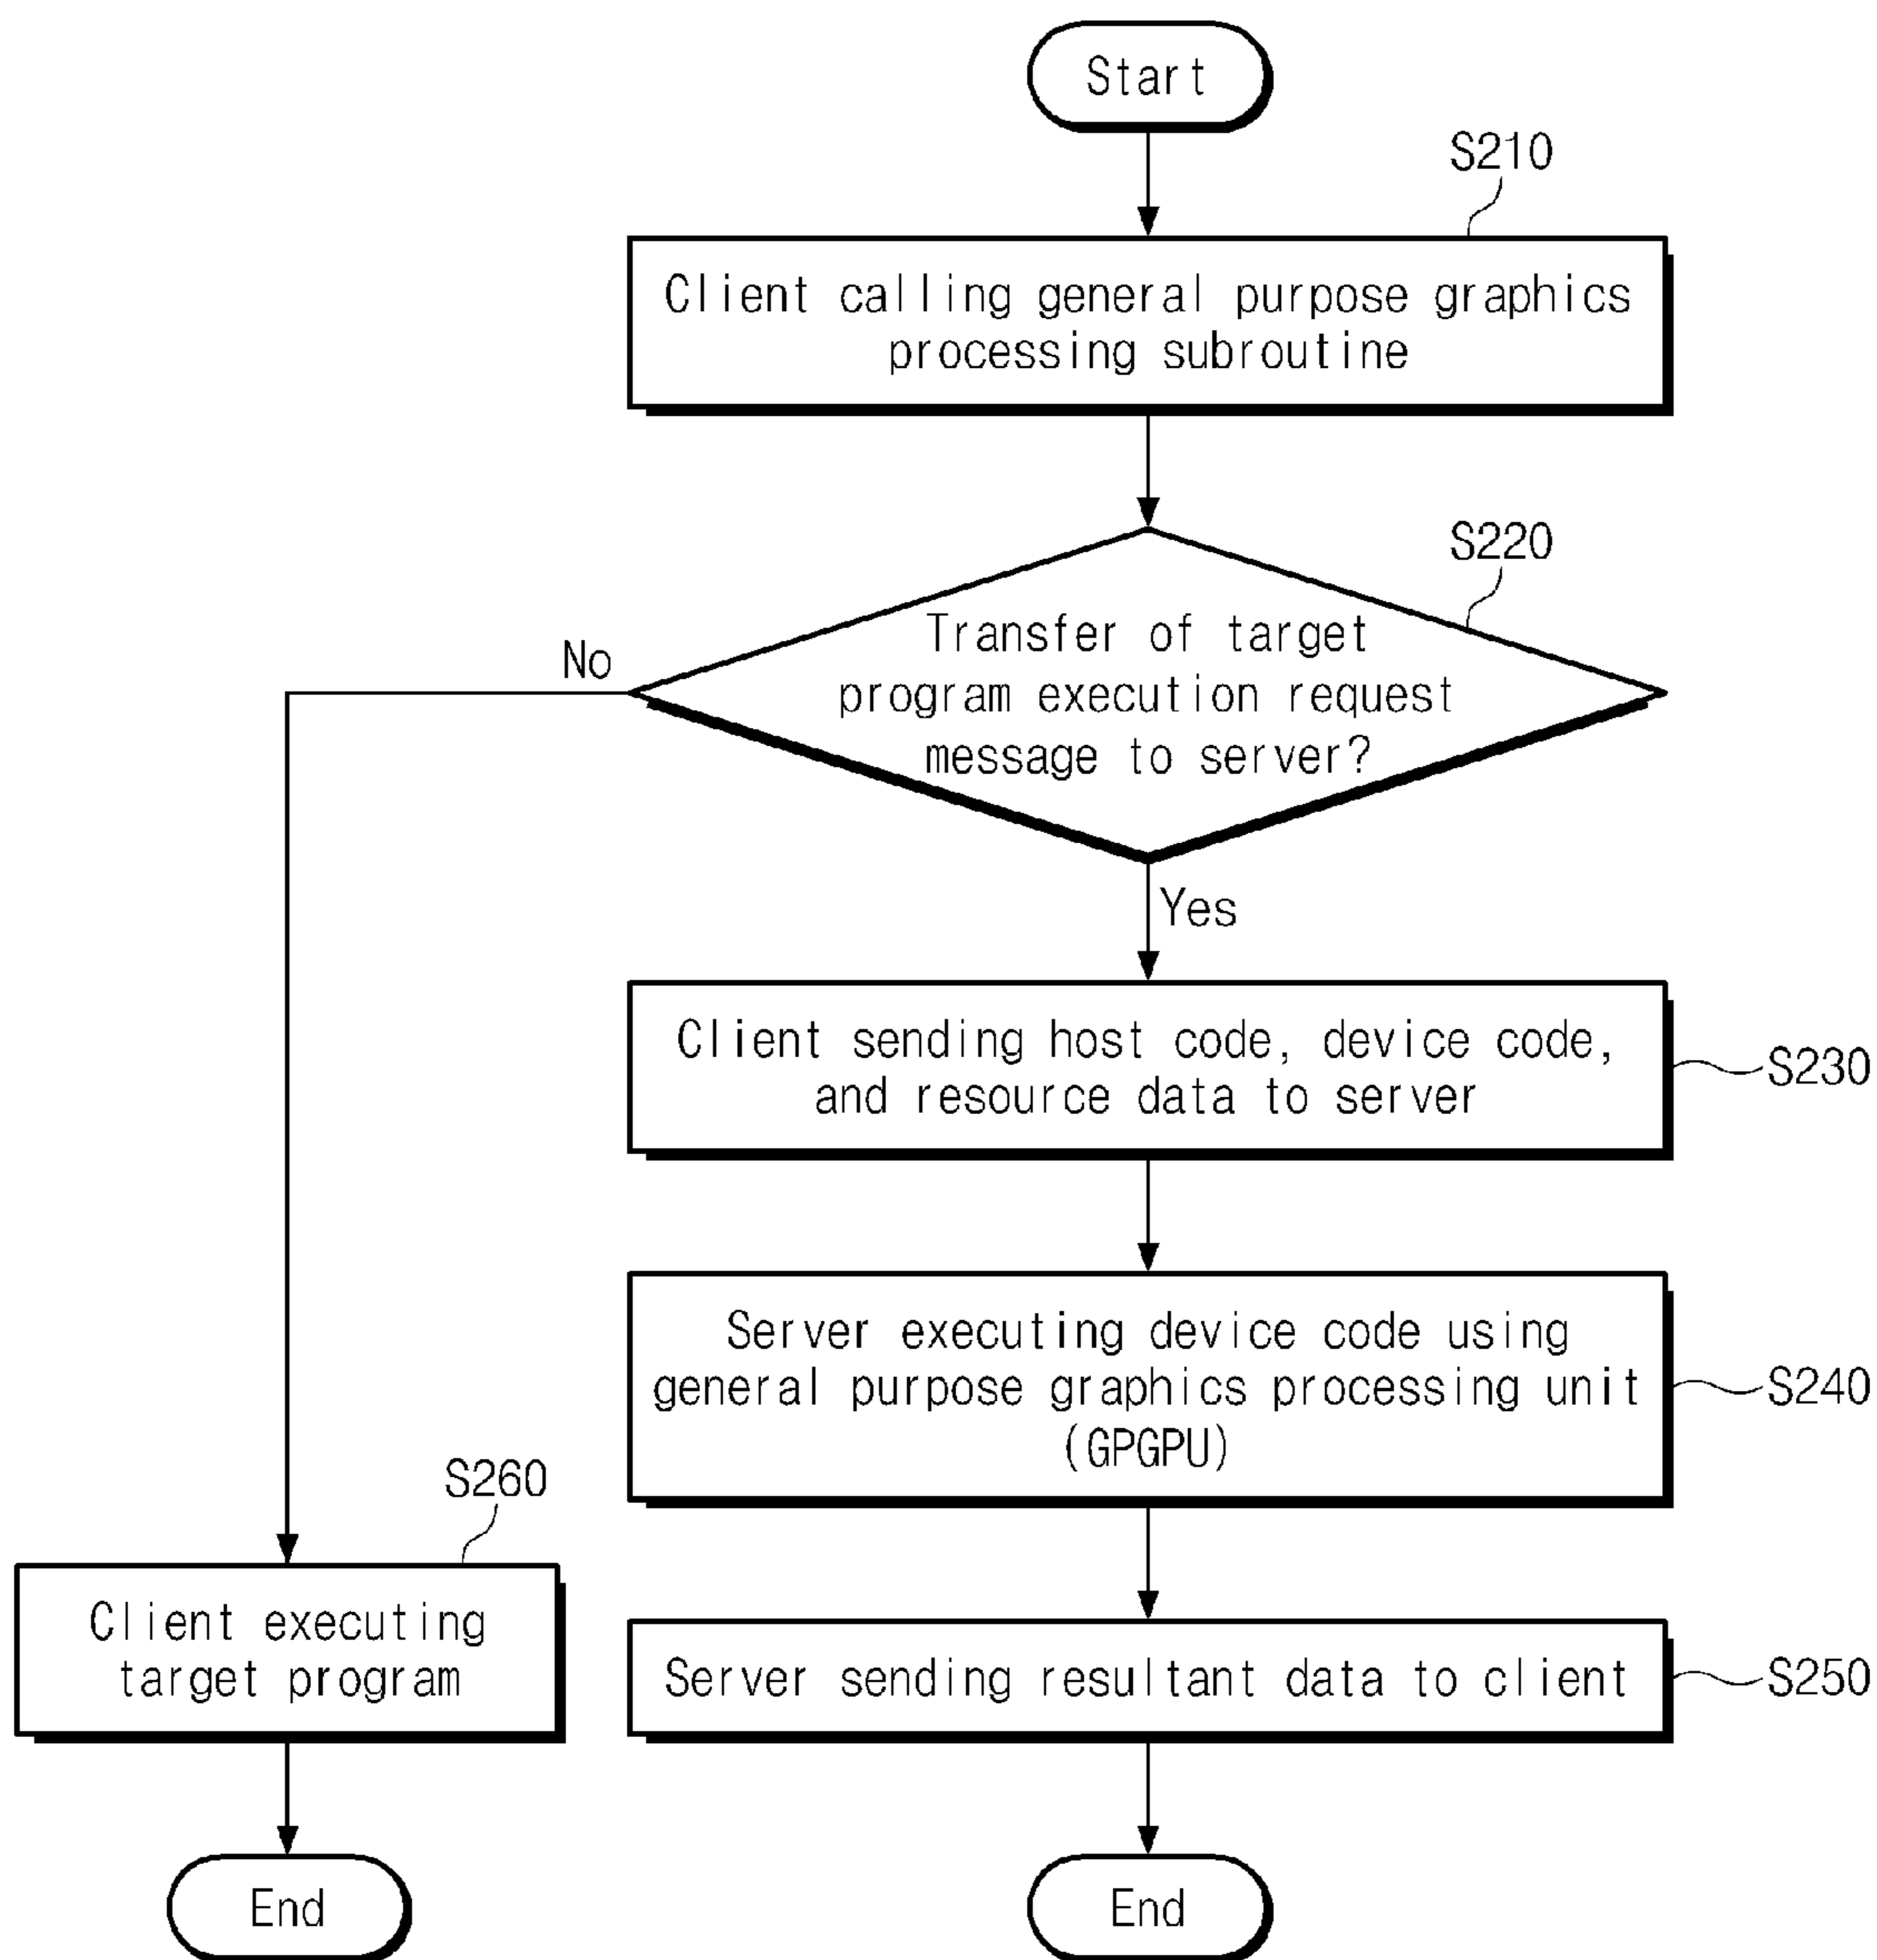 Start
S210
Client calling general purpose graphics
processing subroutine
S220
Transfer of target
program execution request
message to server?
No
Yes
Client sending host code, device code,
and resource data to server
S230
Server executing device code using
general purpose graphics processing unit
(GPGPU)
S240
S260
Client executing
target program
Server sending resultant data to client
S250
End
End